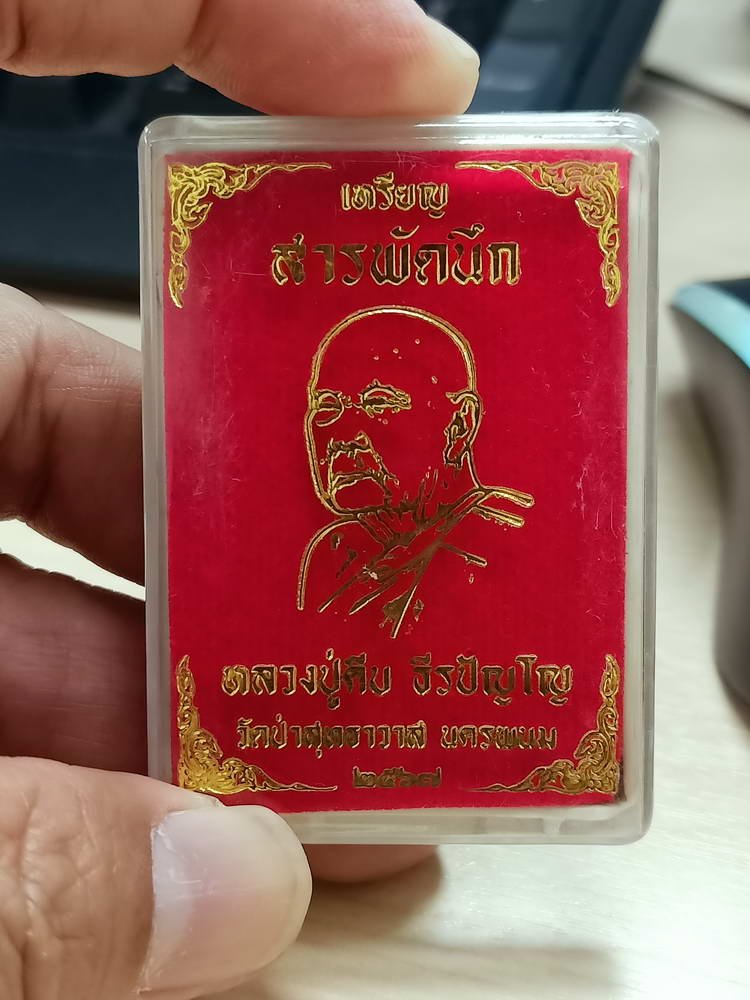 เหรียญ
สารพัดนึก
หลวงปู่คีบ ธีรปัญโญ
วัดป่าสุทธาวาส นครพนม
๒๕๖๗